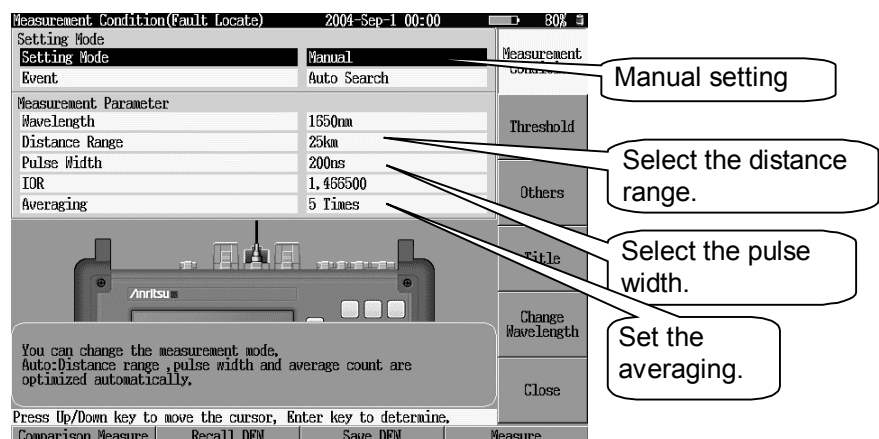 Measurement Condition(Fault Locate) 2004-Sep-1 00:00 80%
Setting Mode
Setting Mode Manual
Event Auto Search
Measurement Parameter
Wavelength 1650nm
Distance Range 25km
Pulse Width 200ns
IOR 1.466500
Averaging 5 Times
Measurement
Threshold
Others
Title
Change
Wavelength
Close
Manual setting
Select the distance
range.
Select the pulse
width.
Set the
averaging.
Anritsu
You can change the measurement mode.
Auto:Distance range ,pulse width and average count are
optimized automatically.
Press Up/Down key to move the cursor, Enter key to determine.
Comparison Measure Recall DFN Save DFN Measure